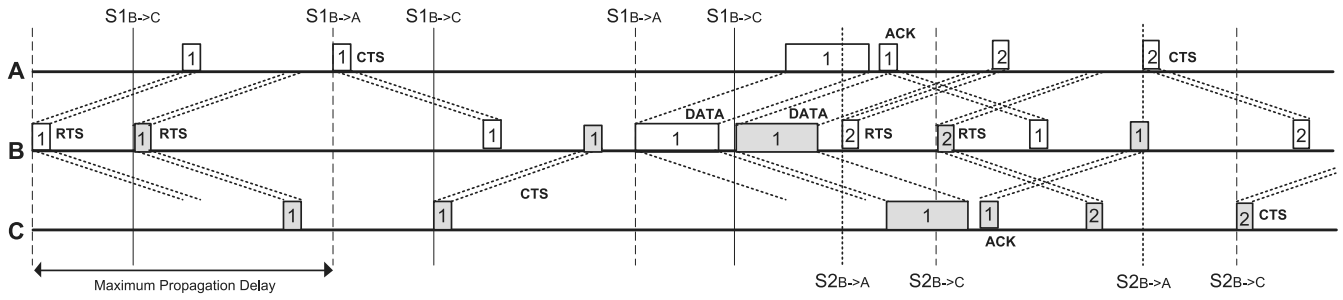 S1B->C S1B->A S1B->C S1B->A S1B->C
ACK
A 1 1 CTS 1 1 2 2 CTS
DATA DATA
1 RTS 1 RTS 1 1 1 1 2 RTS 2 RTS 1 1 2
B
CTS
1 1 1 1 2 2 CTS
C
ACK
Maximum Propagation Delay
S2B->A S2B->C S2B->A S2B->C